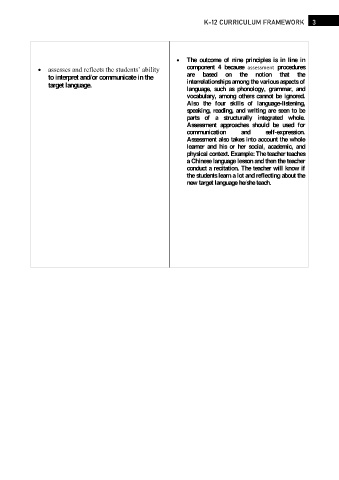 K-12 CURRICULUM FRAMEWORK 3
• assesses and reflects the students' ability
to interpret and/or communicate in the
target language.
• The outcome of nine principles is in line in
component 4 because assessment procedures
are based on the notion that the
interrelationships among the various aspects of
language, such as phonology, grammar, and
vocabulary, among others cannot be ignored.
Also the four skills of language-listening,
speaking, reading, and writing are seen to be
parts of a structurally integrated whole.
Assessment approaches should be used for
communication and self-expression.
Assessment also takes into account the whole
learner and his or her social, academic, and
physical context. Example: The teacher teaches
a Chinese language lesson and then the teacher
conduct a recitation. The teacher will know if
the students learn a lot and reflecting about the
new target language he/she teach.